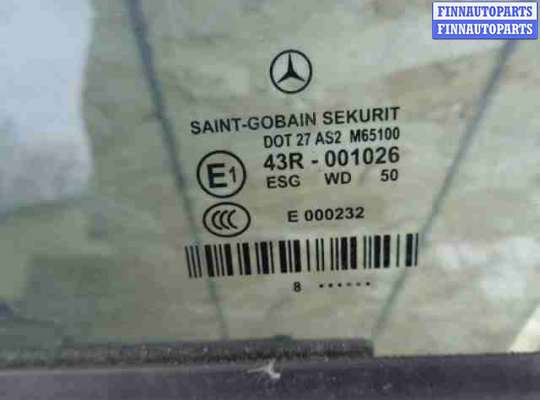 FINNAUTOPARTS
FINNAUTOPARTS
SAINT-GOBAIN SEKURIT
DOT 27 AS2 M65100
E1 43R - 001026
ESG WD 50
CCC E 000232
8 ••••••